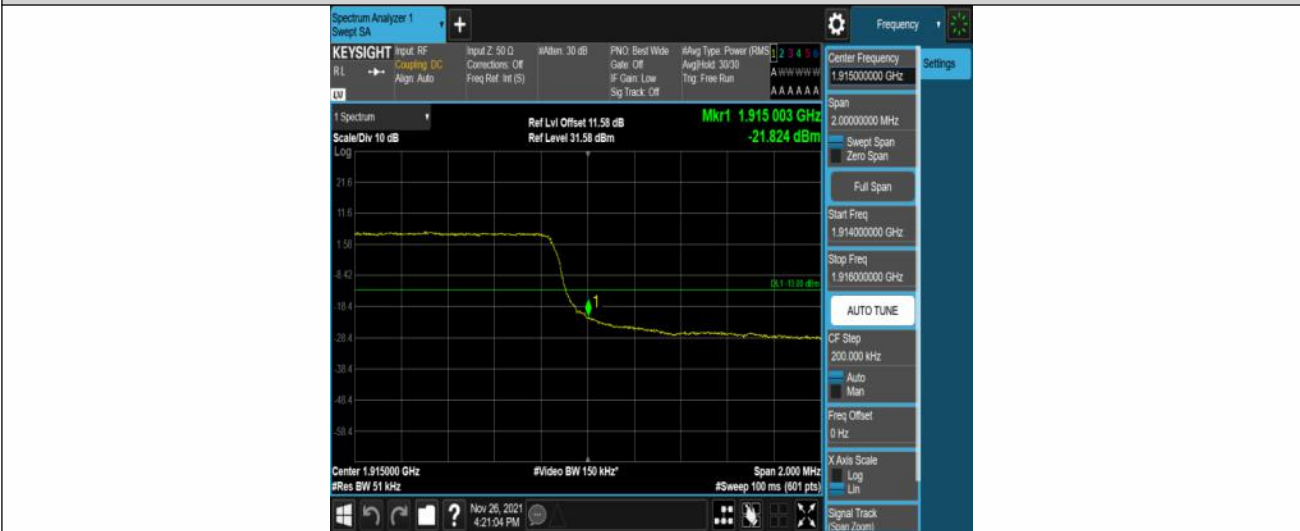 Spectrum Analyzer 1
Swept SA
+
Frequency
KEYSIGHT
RL
LV
Input: RF
Coupling: DC
Align: Auto
Input Z: 50 Ω
Corrections: Off
Freq Ref: Int (S)
#Atten: 30 dB
PNO: Best Wide
Gate: Off
IF Gain: Low
Sig Track: Off
#Avg Type: Power (RMS
Avg|Hold: 30/30
Trig: Free Run
1 2 3 4 5 6
A W W W W W
A A A A A A
1 Spectrum
Scale/Div 10 dB
Log
Ref Lvl Offset 11.58 dB
Ref Level 31.58 dBm
Mkr1 1.915 003 GHz
-21.824 dBm
21.6
11.6
1.58
-8.42
-18.4
-28.4
-38.4
-48.4
-58.4
DL1 -13.00 dBm
1
Center 1.915000 GHz
#Res BW 51 kHz
#Video BW 150 kHz*
Span 2.000 MHz
#Sweep 100 ms (601 pts)
Nov 26, 2021
4:21:04 PM
?
Center Frequency
1.915000000 GHz
Settings
Span
2.00000000 MHz
Swept Span
Zero Span
Full Span
Start Freq
1.914000000 GHz
Stop Freq
1.916000000 GHz
AUTO TUNE
CF Step
200.000 kHz
Auto
Man
Freq Offset
0 Hz
X Axis Scale
Log
Lin
Signal Track
(Span Zoom)